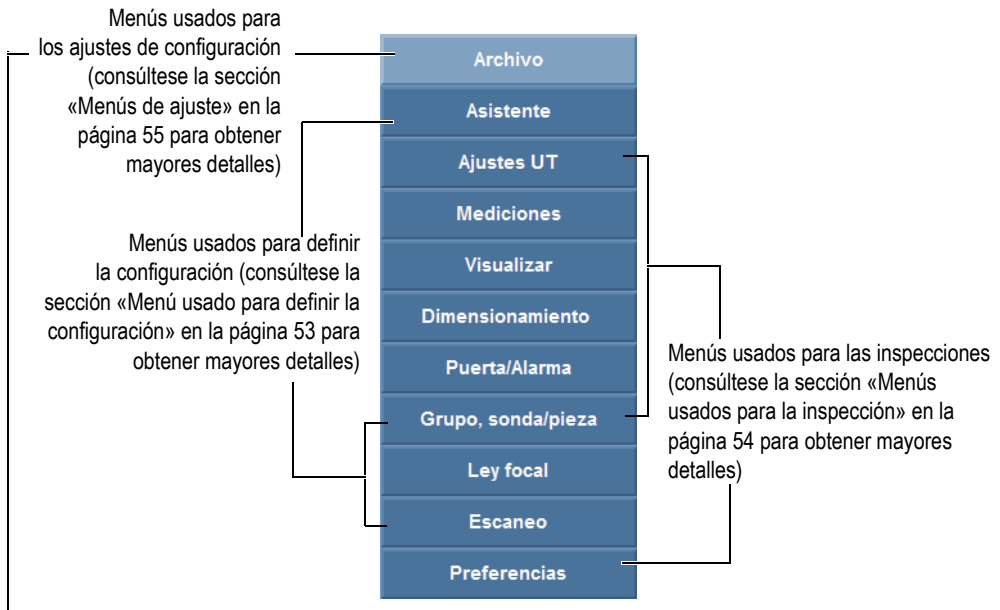 Menús usados para
los ajustes de configuración
(consúltese la sección
«Menús de ajuste» en la
página 55 para obtener
mayores detalles)
Menús usados para definir
la configuración (consúltese la
sección «Menú usado para definir la
configuración» en la página 53 para
obtener mayores detalles)
Archivo
Asistente
Ajustes UT
Mediciones
Visualizar
Dimensionamiento
Puerta/Alarma
Grupo, sonda/pieza
Ley focal
Escaneo
Preferencias
Menús usados para las inspecciones
(consúltese la sección «Menús
usados para la inspección» en la
página 54 para obtener mayores
detalles)